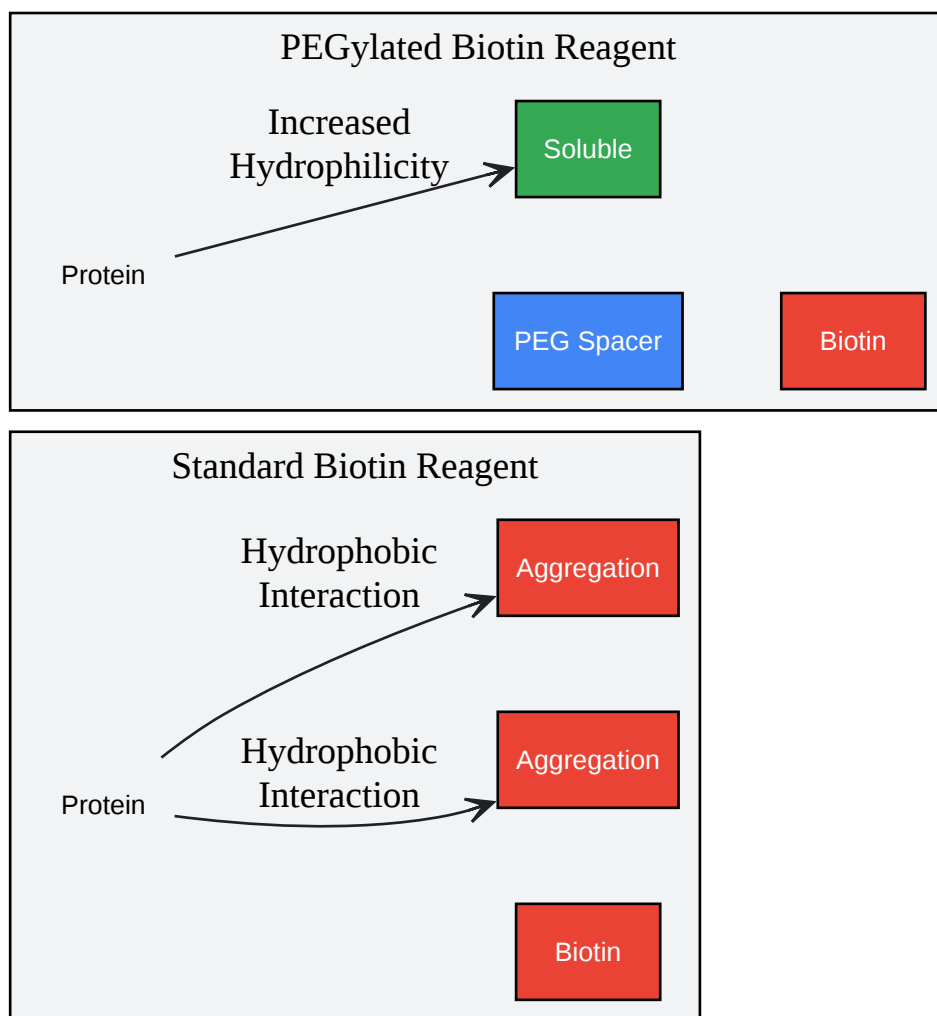 PEGylated Biotin Reagent
Increased
Hydrophilicity
Soluble
Protein
PEG Spacer
Biotin
Standard Biotin Reagent
Hydrophobic
Interaction
Aggregation
Hydrophobic
Interaction
Aggregation
Protein
Biotin